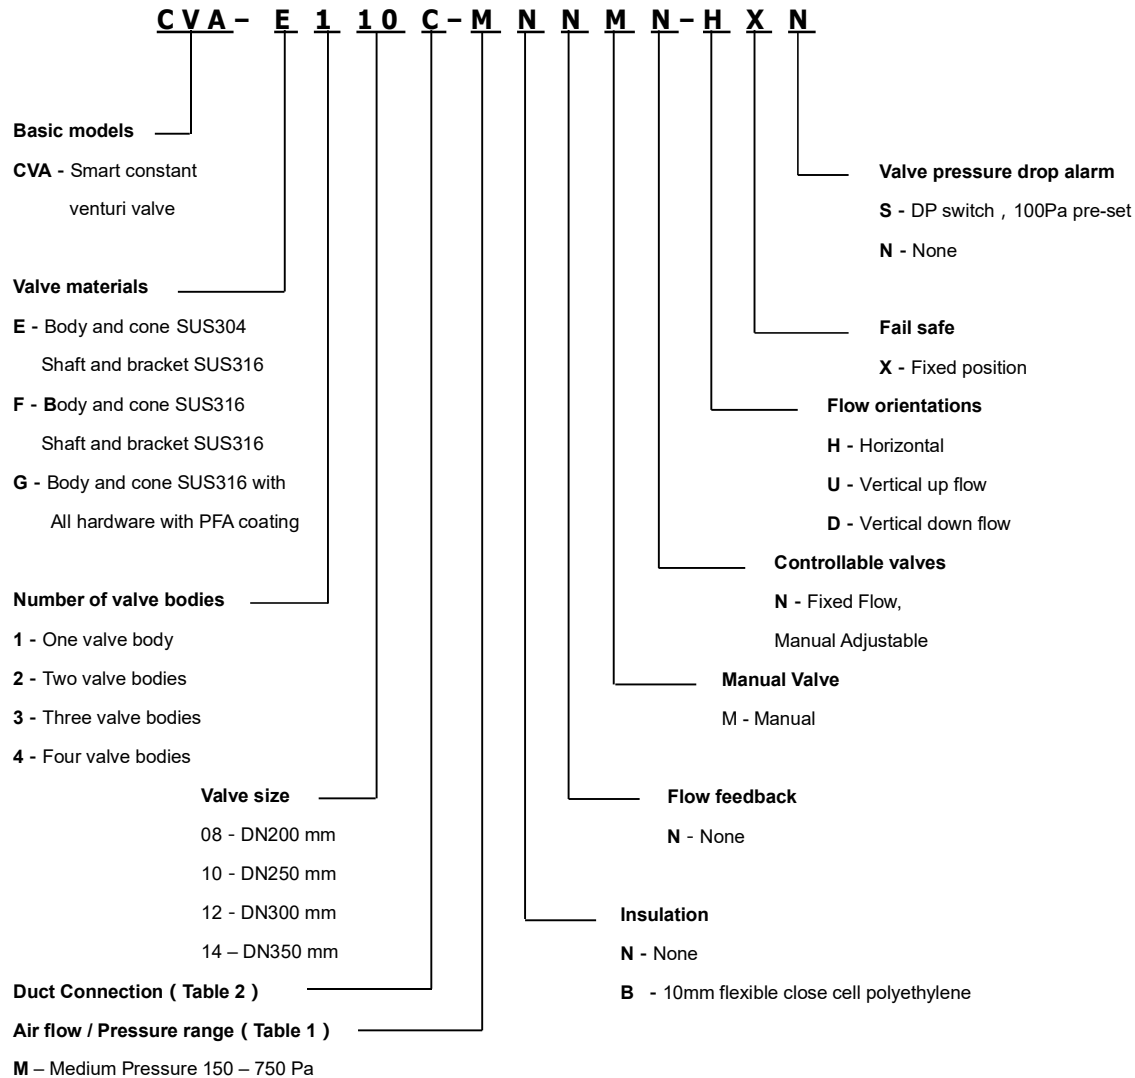 CVA- E 1 10 C-M N N M N-H X N
Basic models
CVA - Smart constant
venturi valve
Valve materials
E - Body and cone SUS304
Shaft and bracket SUS316
F - Body and cone SUS316
Shaft and bracket SUS316
G - Body and cone SUS316 with
All hardware with PFA coating
Number of valve bodies
1 - One valve body
2 - Two valve bodies
3 - Three valve bodies
4 - Four valve bodies
Valve size
08 - DN200 mm
10 - DN250 mm
12 - DN300 mm
14 – DN350 mm
Duct Connection ( Table 2 )
Air flow / Pressure range ( Table 1 )
M – Medium Pressure 150 – 750 Pa
Valve pressure drop alarm
S - DP switch , 100Pa pre-set
N - None
Fail safe
X - Fixed position
Flow orientations
H - Horizontal
U - Vertical up flow
D - Vertical down flow
Controllable valves
N - Fixed Flow,
Manual Adjustable
Manual Valve
M - Manual
Flow feedback
N - None
Insulation
N - None
B - 10mm flexible close cell polyethylene